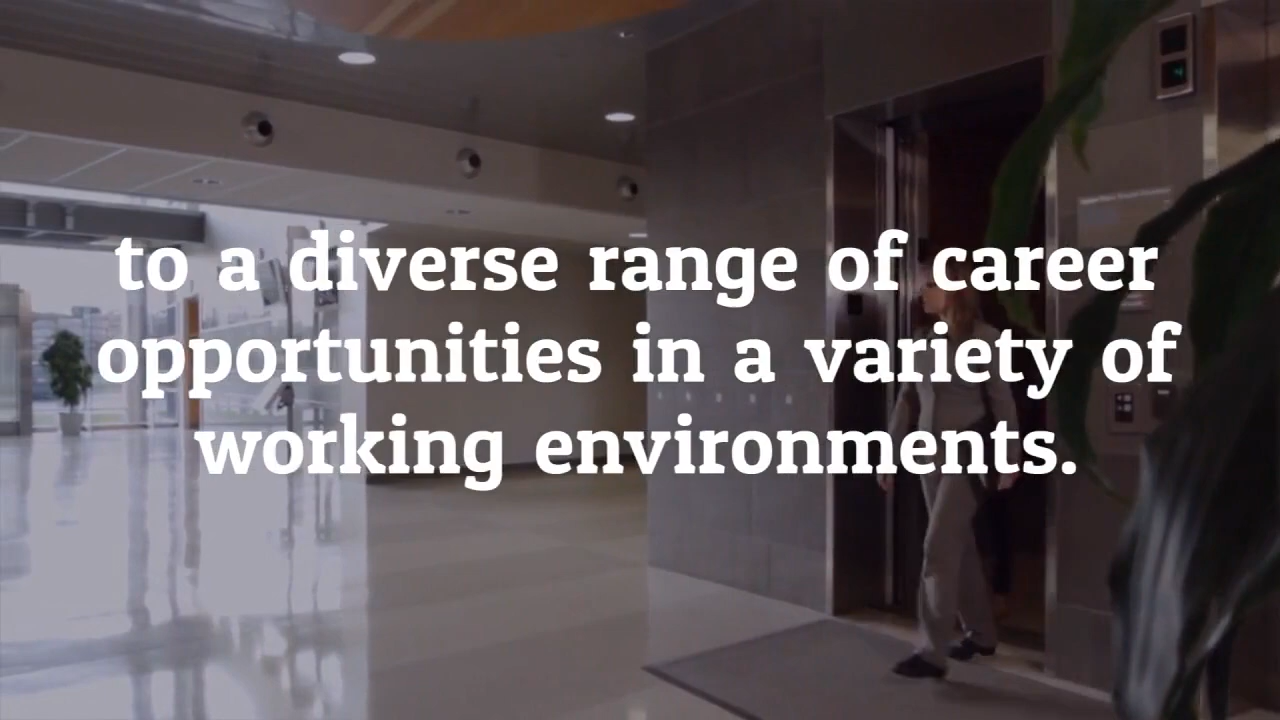 to a diverse range of career
opportunities in a variety of
working environments.